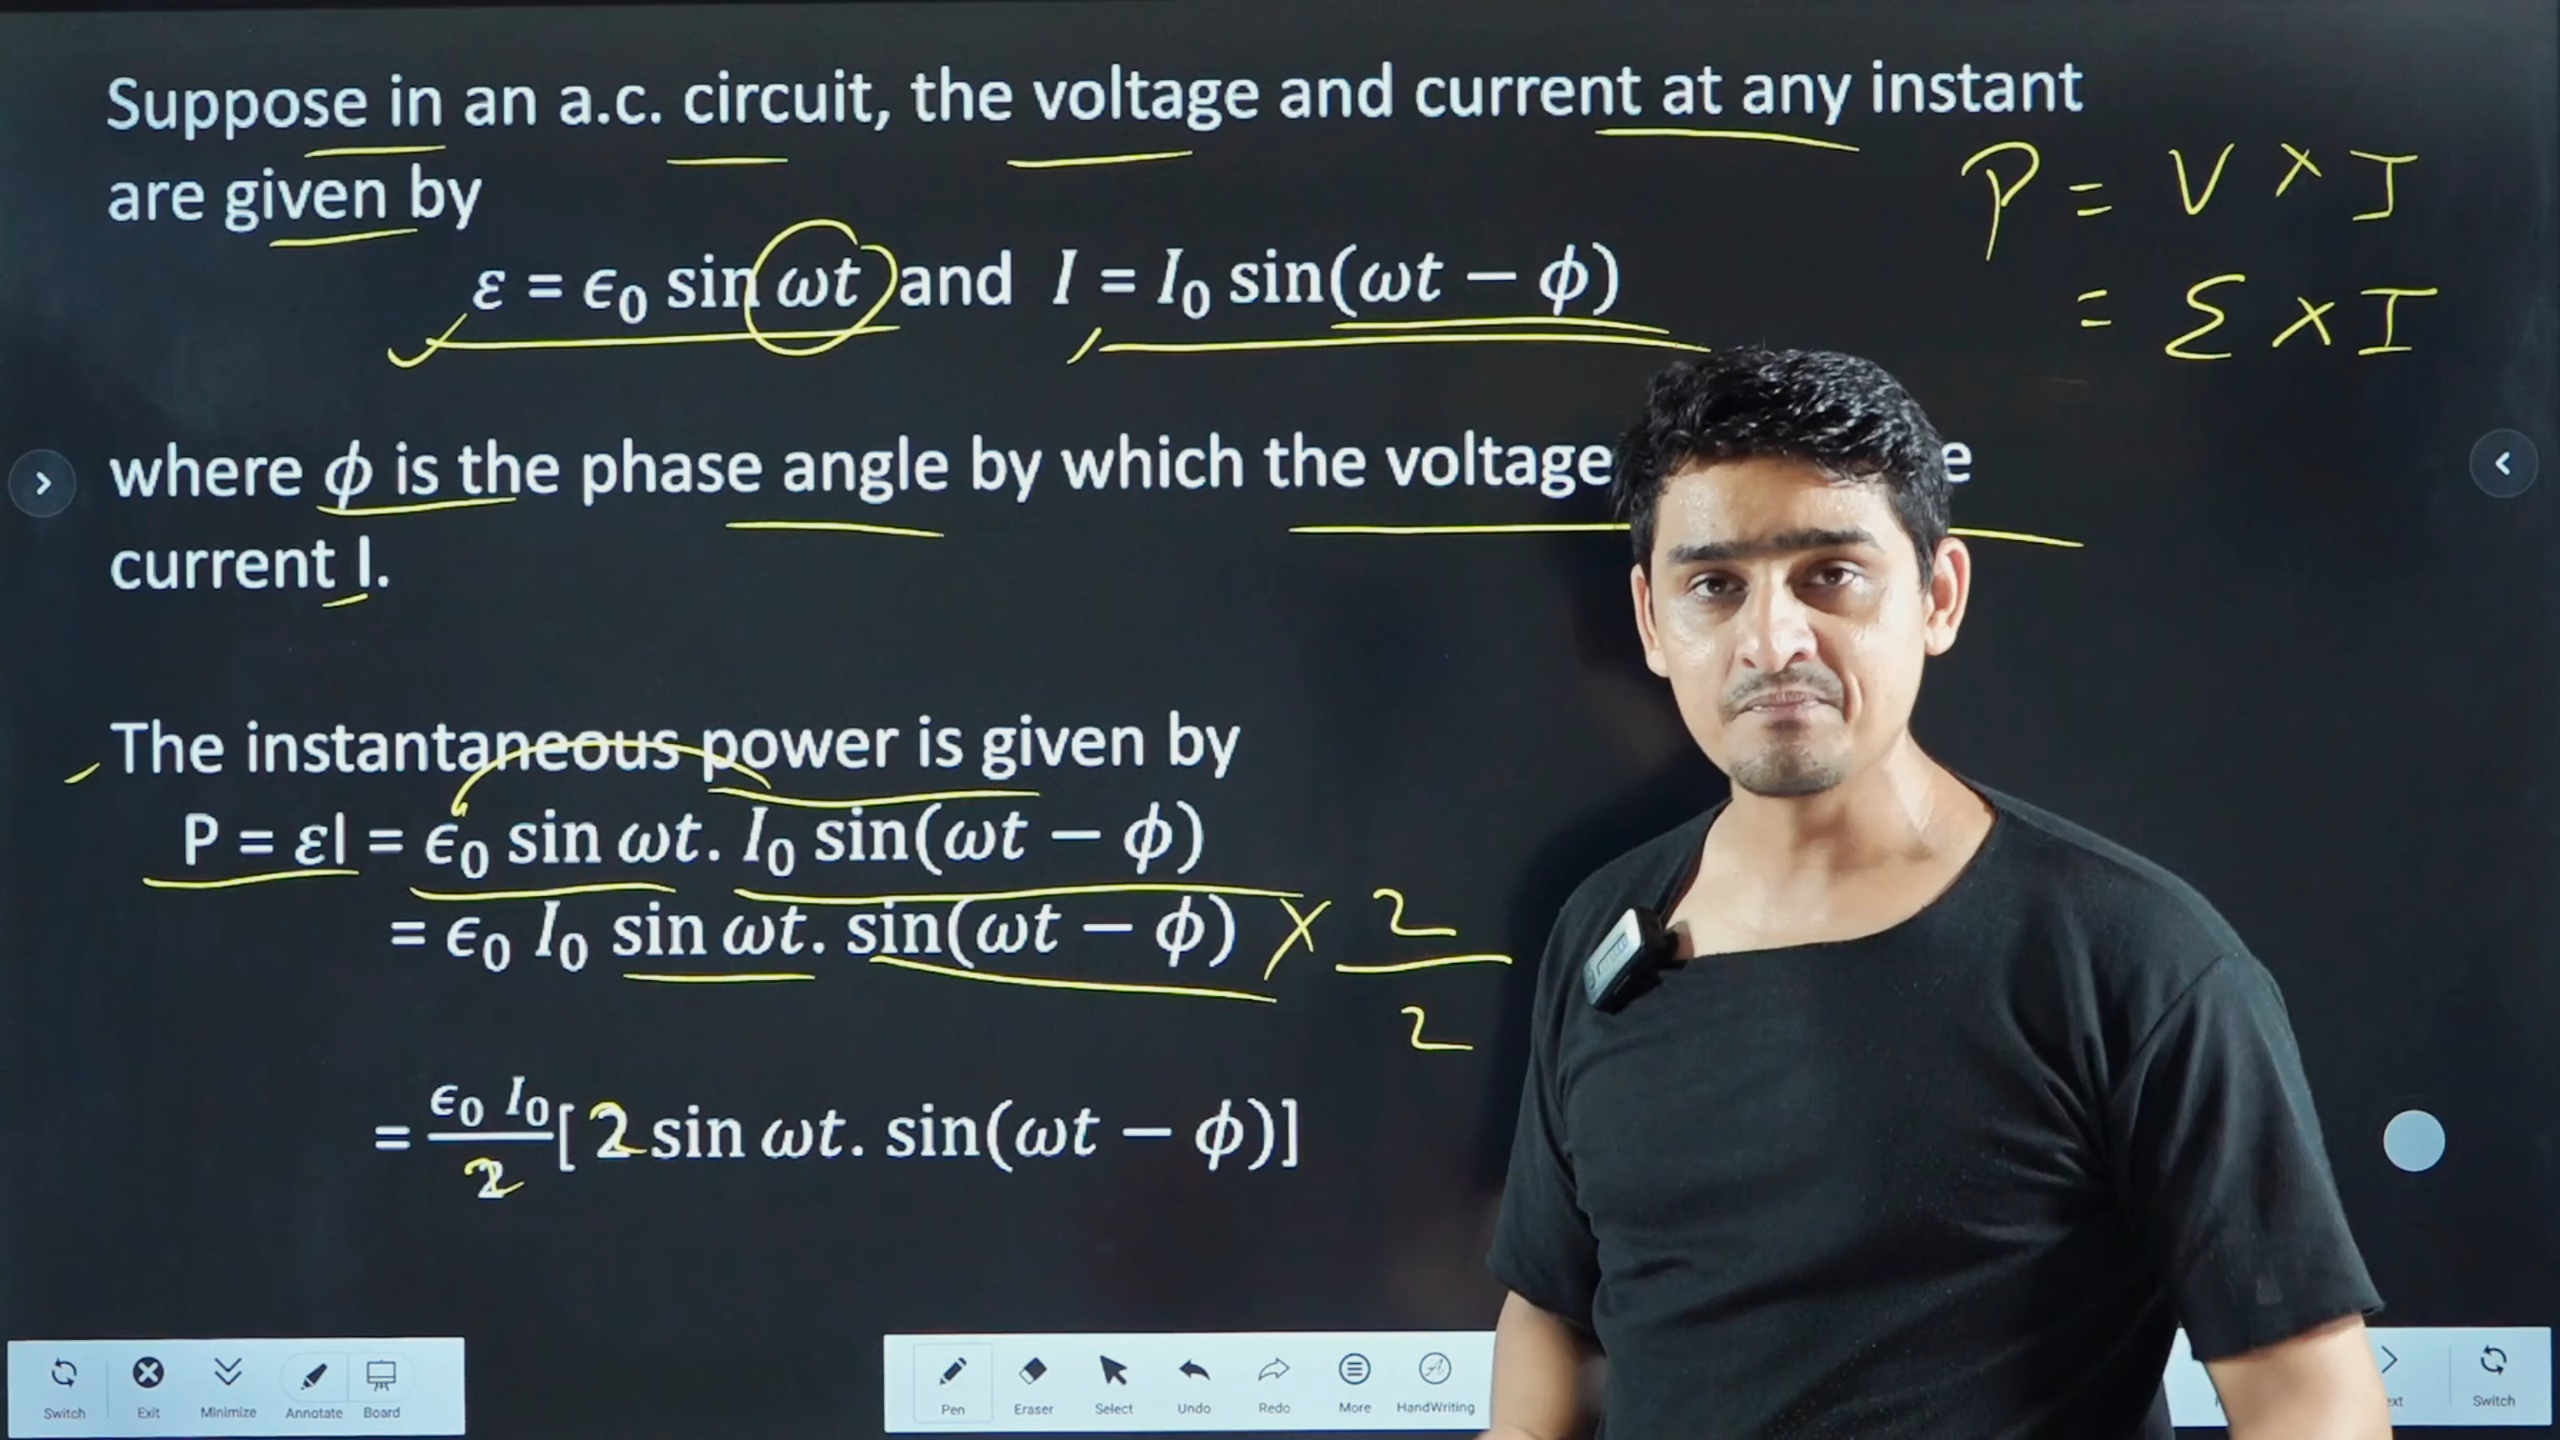 Suppose in an a.c. circuit, the voltage and current at any instant
are given by
P = V × I
ε = ϵ₀ sin ωt and I = I₀ sin(ωt − ϕ)
= Σ × I
where ϕ is the phase angle by which the voltage
current I.
The instantaneous power is given by
P = εI = ϵ₀ sin ωt. I₀ sin(ωt − ϕ)
= ϵ₀ I₀ sin ωt. sin(ωt − ϕ) × 2/2
= ϵ₀ I₀/2 [ 2 sin ωt. sin(ωt − ϕ)]
Switch Exit Minimize Annotate Board Pen Eraser Select Undo Redo More HandWriting Switch